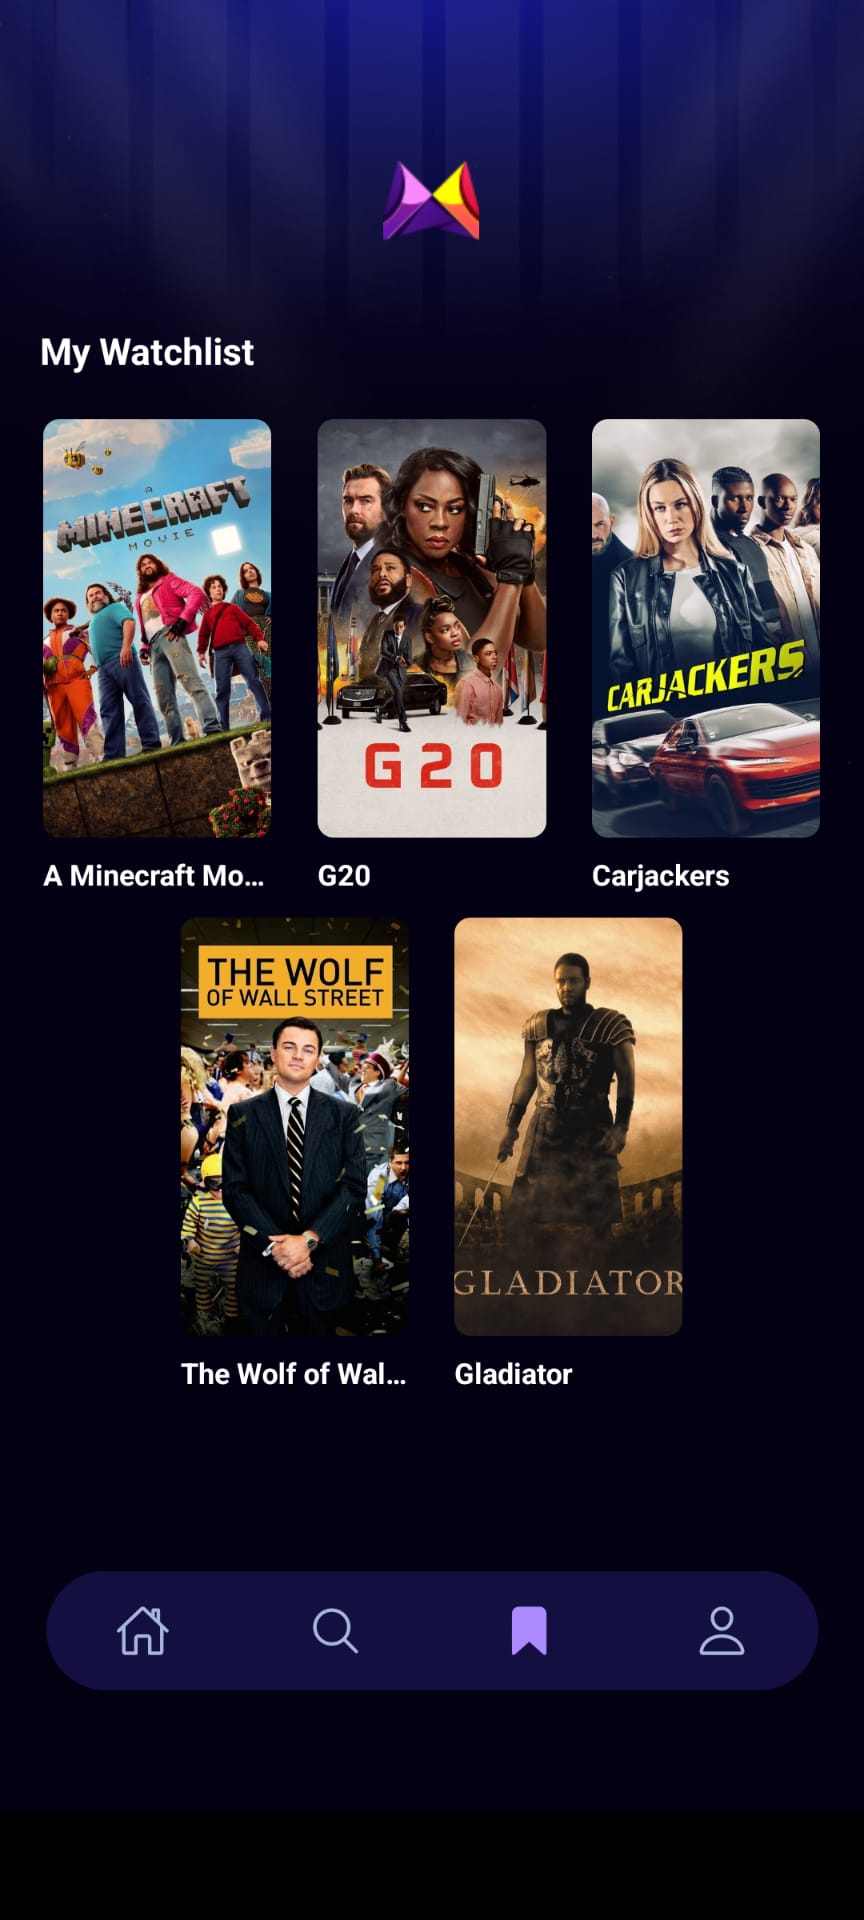 My Watchlist
A
MINECRAFT
MOVIE
G20
CARJACKERS
A Minecraft Mo...
G20
Carjackers
THE WOLF
OF WALL STREET
GLADIATOR
The Wolf of Wal...
Gladiator